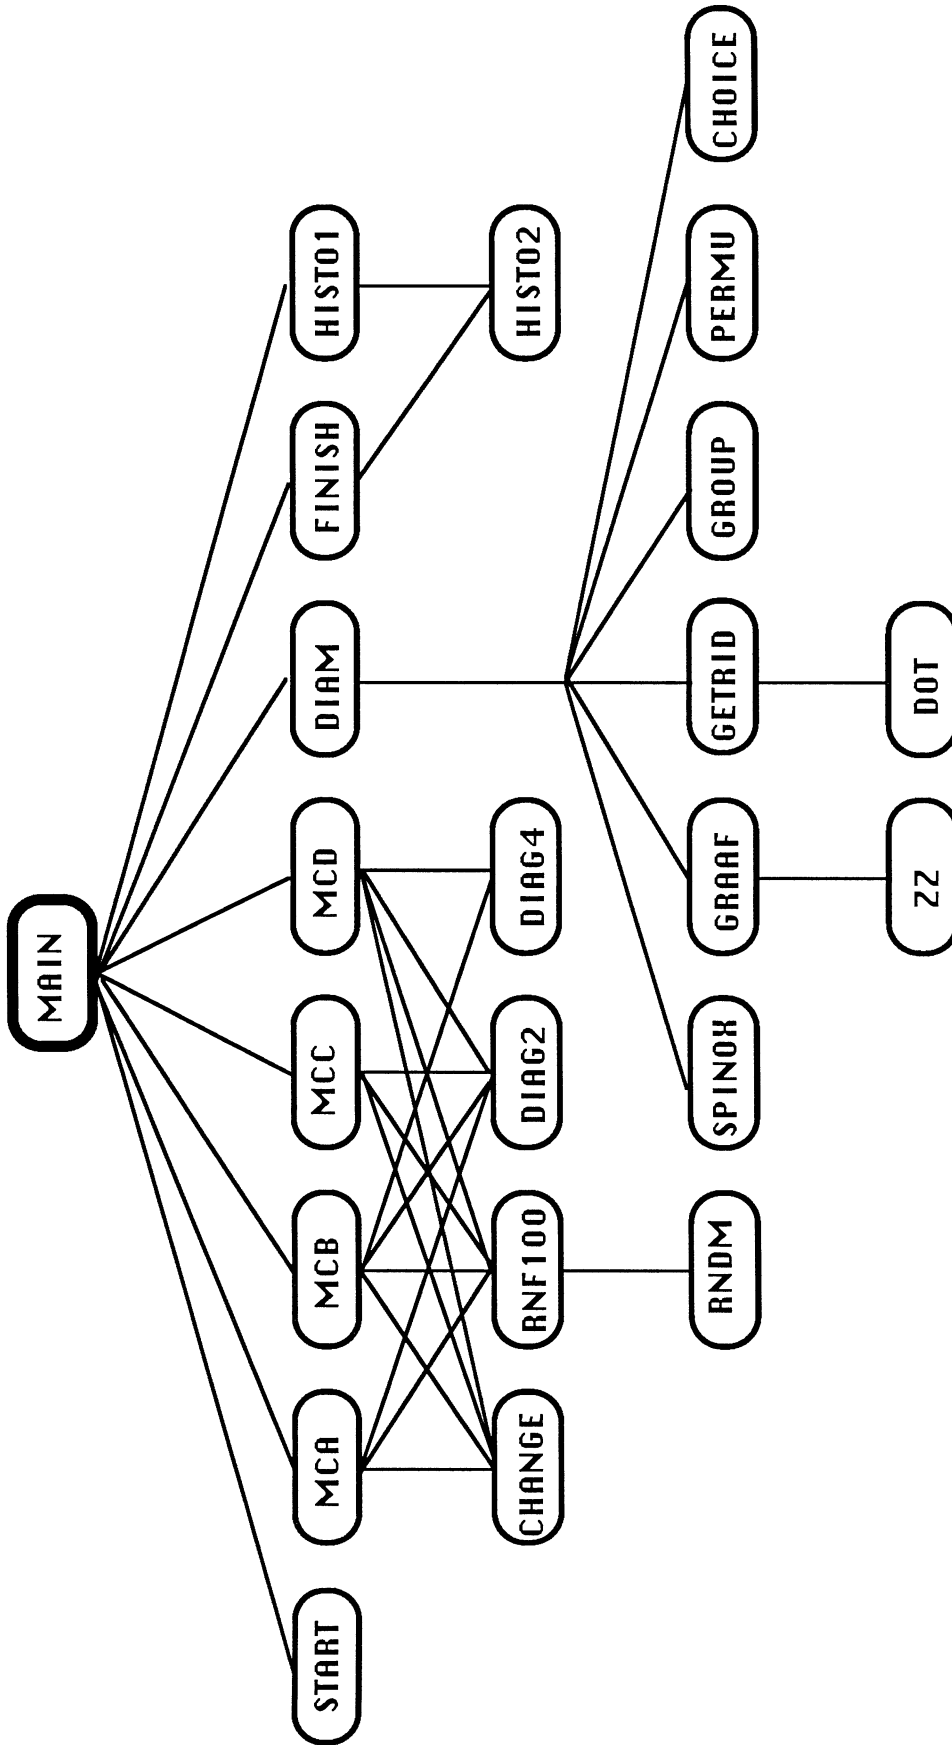 MAIN
START
MCA
MCB
MCC
MCD
DIAM
FINISH
HISTO1
CHANGE
RNF100
DIAG2
DIAG4
HISTO2
RNDM
SPINOX
GRAAF
GETRID
GROUP
PERMU
CHOICE
ZZ
DOT